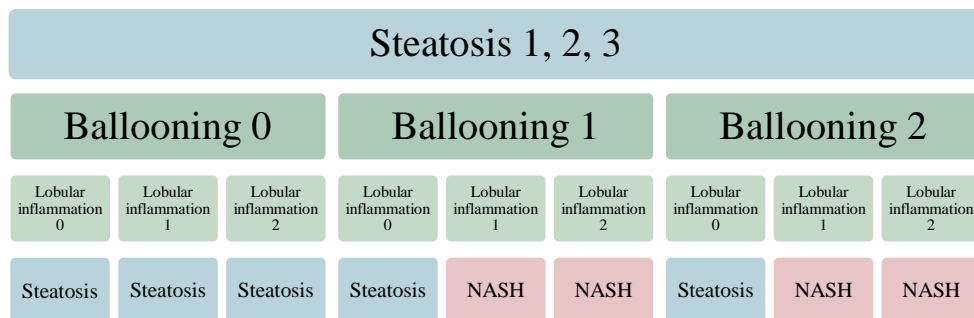 Steatosis 1, 2, 3
Ballooning 0
Ballooning 1
Ballooning 2
Lobular
inflammation
0
Lobular
inflammation
1
Lobular
inflammation
2
Lobular
inflammation
0
Lobular
inflammation
1
Lobular
inflammation
2
Lobular
inflammation
0
Lobular
inflammation
1
Lobular
inflammation
2
Steatosis
Steatosis
Steatosis
Steatosis
NASH
NASH
Steatosis
NASH
NASH